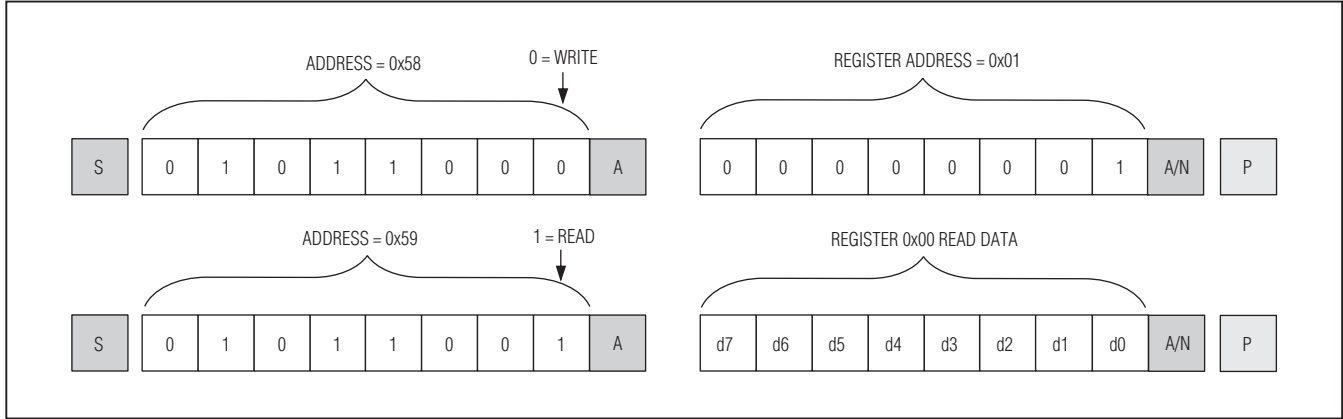 ADDRESS = 0x58 0 = WRITE REGISTER ADDRESS = 0x01
S 0 1 0 1 1 0 0 0 A 0 0 0 0 0 0 0 1 A/N P
ADDRESS = 0x59 1 = READ REGISTER 0x00 READ DATA
S 0 1 0 1 1 0 0 1 A d7 d6 d5 d4 d3 d2 d1 d0 A/N P